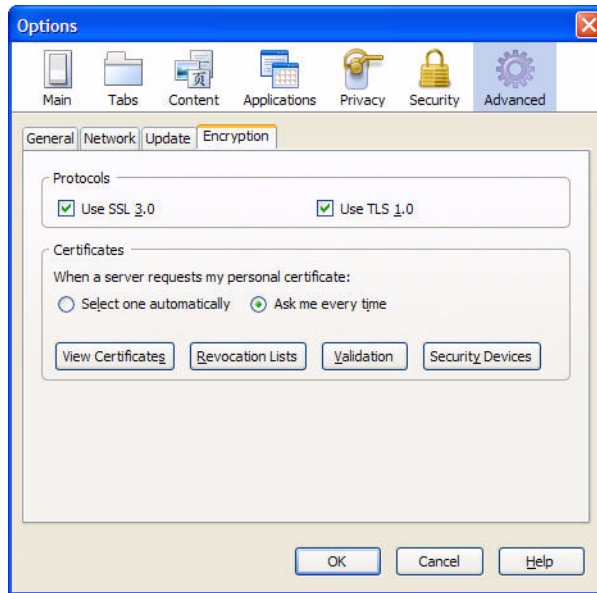 Options
页
Main Tabs Content Applications Privacy Security Advanced
General Network Update Encryption
Protocols
Use SSL 3.0 Use TLS 1.0
Certificates
When a server requests my personal certificate:
Select one automatically Ask me every time
View Certificates Revocation Lists Validation Security Devices
OK Cancel Help